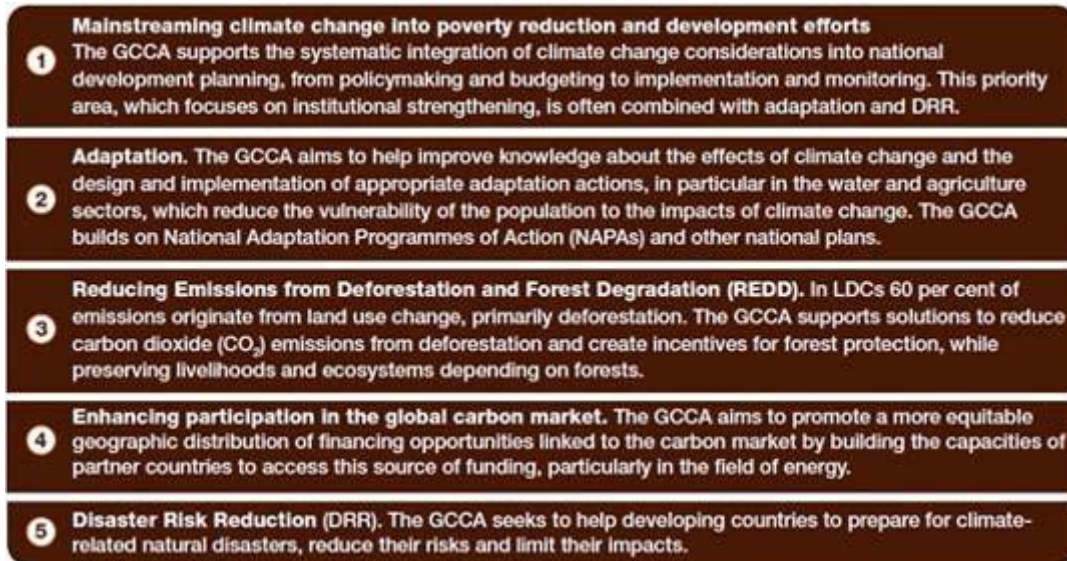 Mainstreaming climate change into poverty reduction and development efforts
1 The GCCA supports the systematic integration of climate change considerations into national
development planning, from policymaking and budgeting to implementation and monitoring. This priority
area, which focuses on institutional strengthening, is often combined with adaptation and DRR.
Adaptation. The GCCA aims to help improve knowledge about the effects of climate change and the
design and implementation of appropriate adaptation actions, in particular in the water and agriculture
2 sectors, which reduce the vulnerability of the population to the impacts of climate change. The GCCA
builds on National Adaptation Programmes of Action (NAPAs) and other national plans.
Reducing Emissions from Deforestation and Forest Degradation (REDD). In LDCs 60 per cent of
3 emissions originate from land use change, primarily deforestation. The GCCA supports solutions to reduce
carbon dioxide (CO₂) emissions from deforestation and create incentives for forest protection, while
preserving livelihoods and ecosystems depending on forests.
Enhancing participation in the global carbon market. The GCCA aims to promote a more equitable
4 geographic distribution of financing opportunities linked to the carbon market by building the capacities of
partner countries to access this source of funding, particularly in the field of energy.
5 Disaster Risk Reduction (DRR). The GCCA seeks to help developing countries to prepare for climate-
related natural disasters, reduce their risks and limit their impacts.